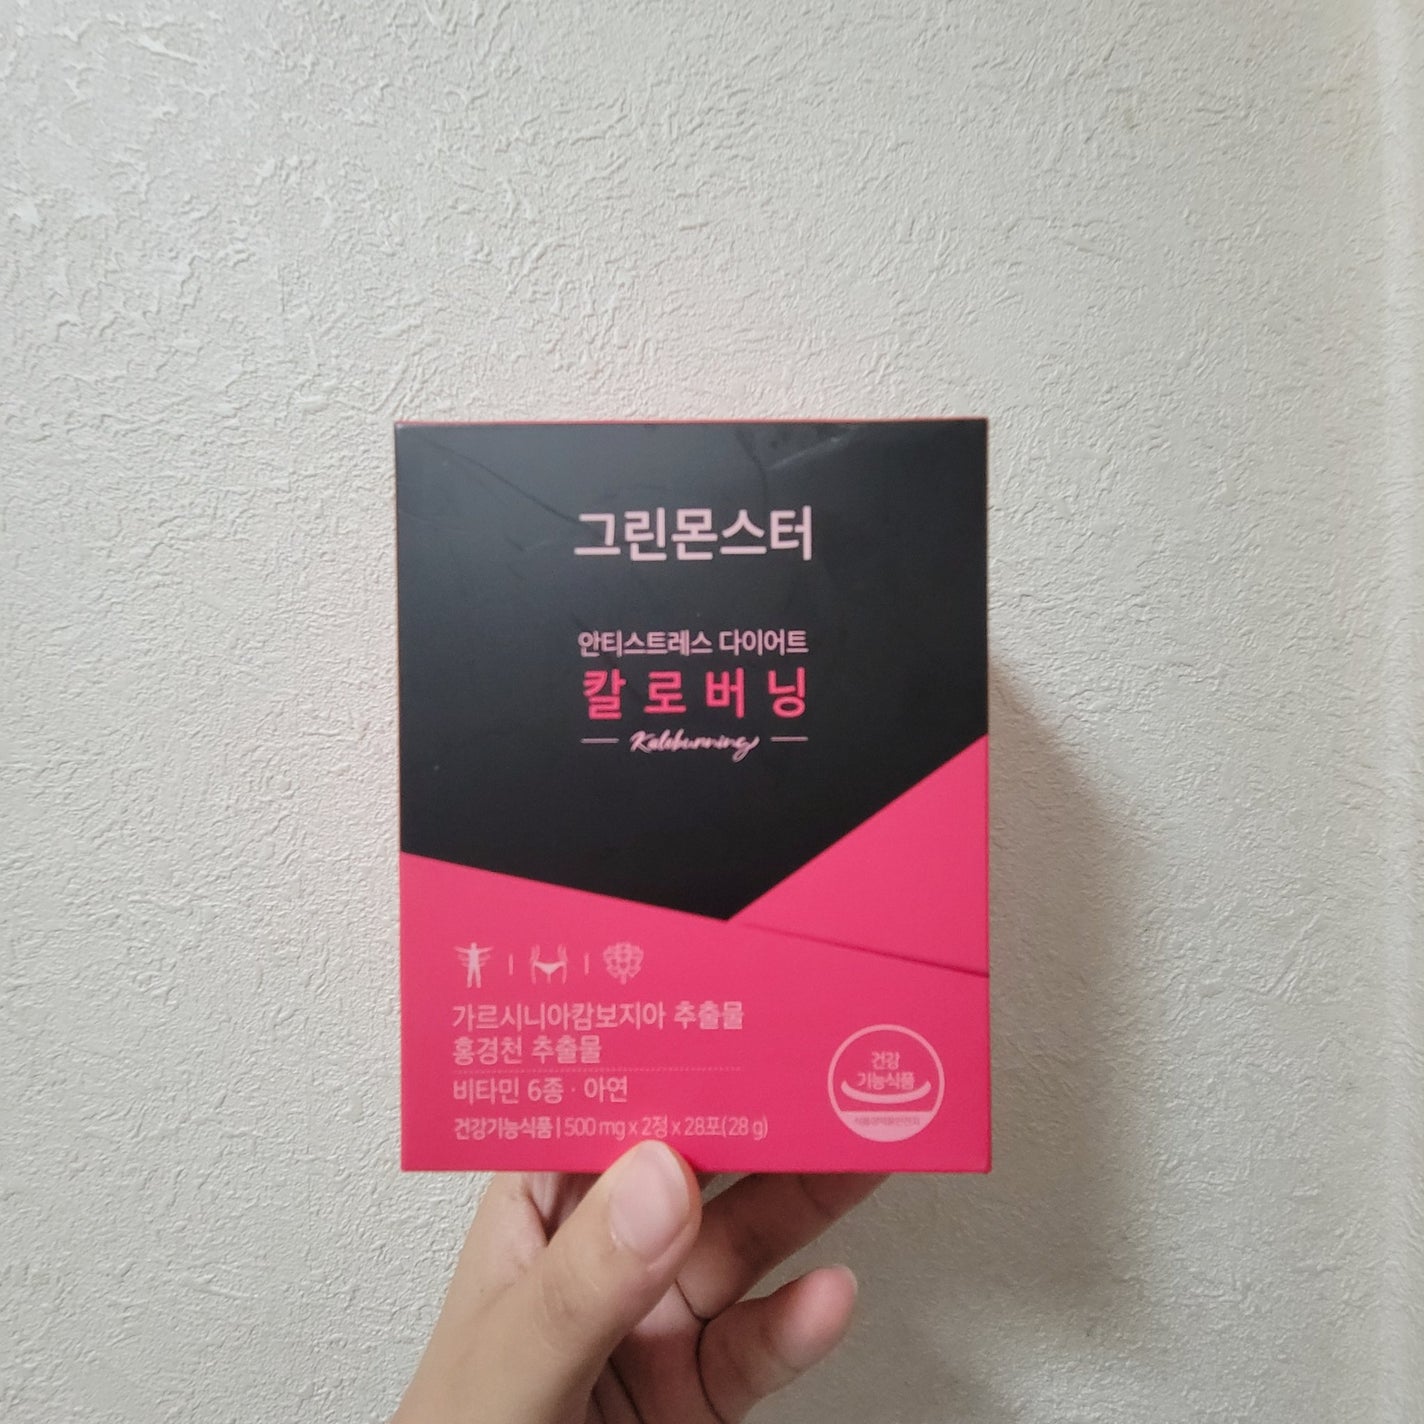 그린몬스터
안티스트레스 다이어트
칼로버닝
Kaloburning
가르시니아캄보지아 추출물
홍경천 추출물
비타민 6종 · 아연
건강기능식품 | 500 mg x 2정 x 28포(28 g)
건강
기능식품